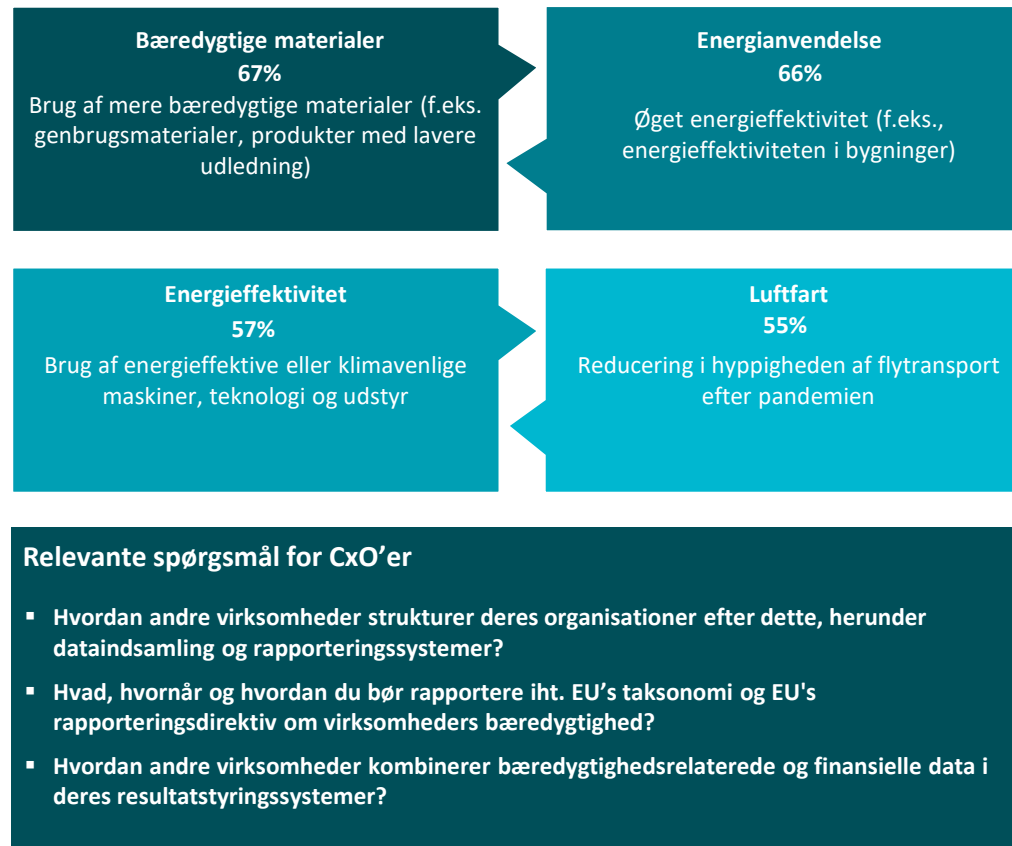 Bæredygtige materialer
67%
Brug af mere bæredygtige materialer (f.eks.
genbrugsmaterialer, produkter med lavere
udledning)
Energianvendelse
66%
Øget energieffektivitet (f.eks.,
energieffektiviteten i bygninger)
Energieffektivitet
57%
Brug af energieffektive eller klimavenlige
maskiner, teknologi og udstyr
Luftfart
55%
Reducering i hyppigheden af flytransport
efter pandemien
Relevante spørgsmål for CxO’er
▪ Hvordan andre virksomheder strukturer deres organisationer efter dette, herunder
dataindsamling og rapporteringssystemer?
▪ Hvad, hvornår og hvordan du bør rapportere iht. EU’s taksonomi og EU's
rapporteringsdirektiv om virksomheders bæredygtighed?
▪ Hvordan andre virksomheder kombinerer bæredygtighedsrelaterede og finansielle data i
deres resultatstyringssystemer?